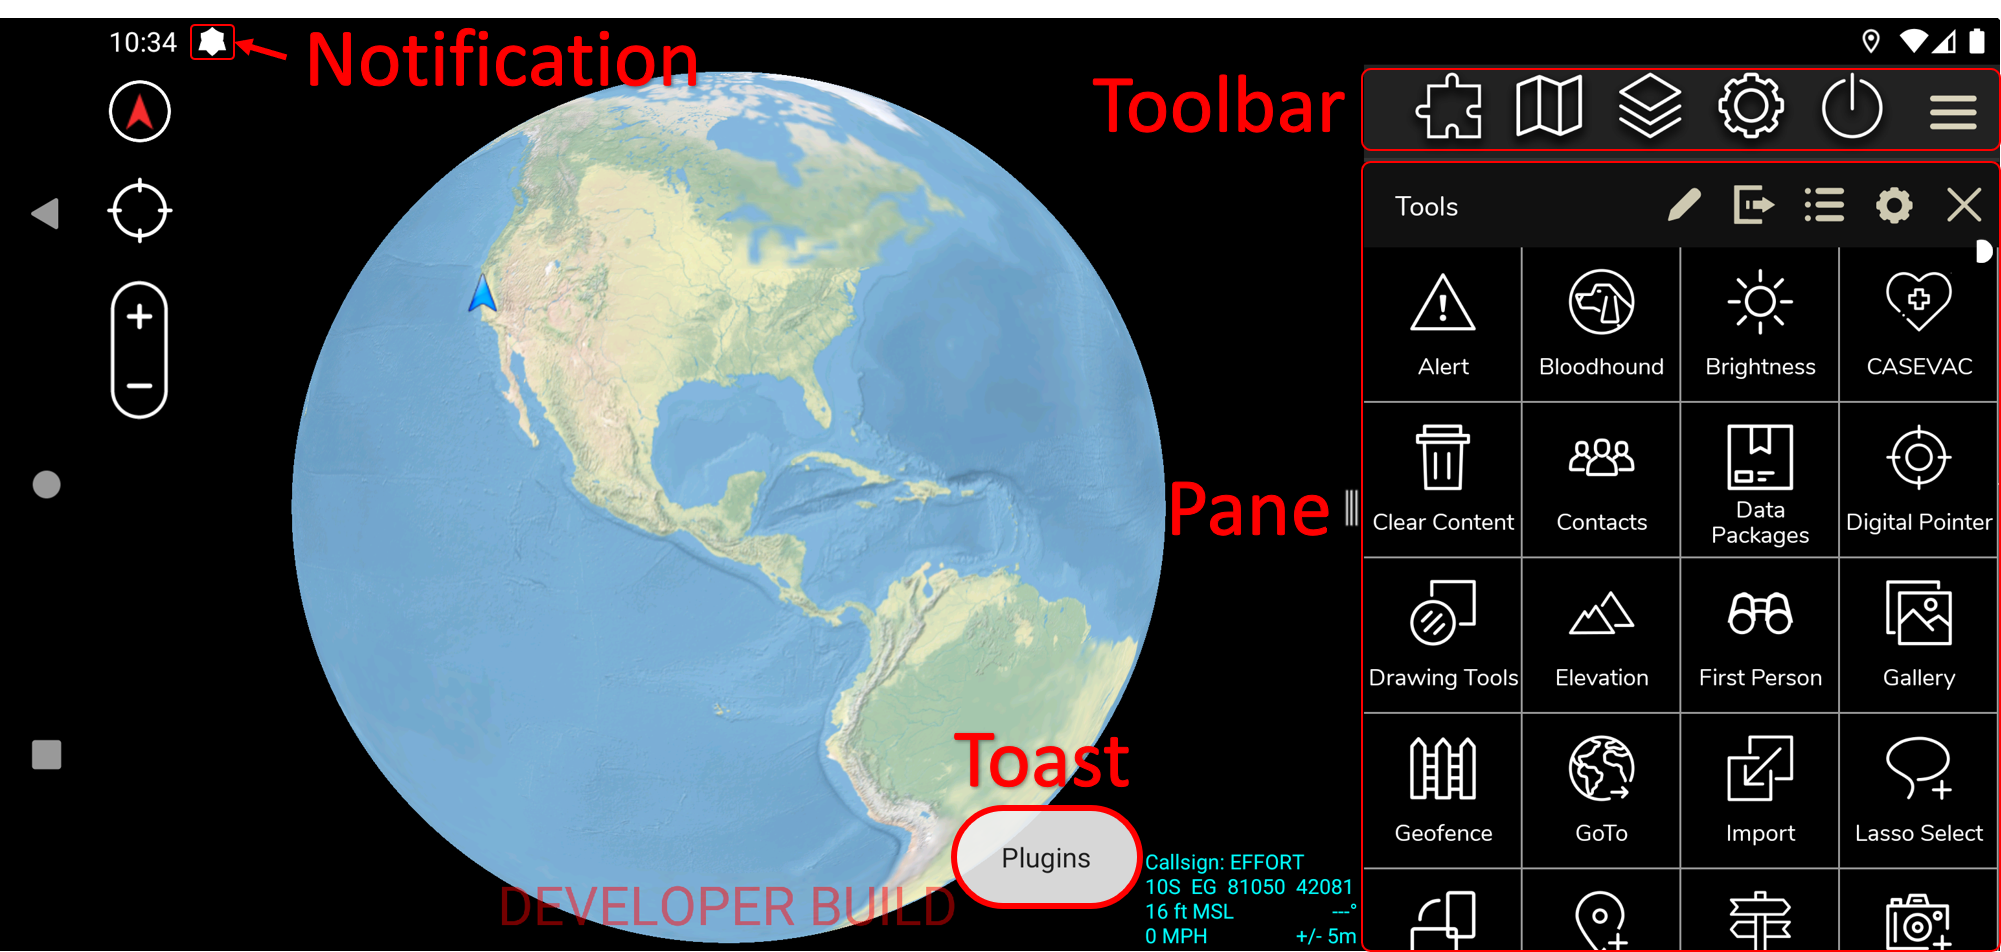 10:34
Notification
Toolbar
Tools
Alert
Bloodhound
Brightness
CASEVAC
Clear Content
Contacts
Data
Packages
Digital Pointer
Pane
Drawing Tools
Elevation
First Person
Gallery
Toast
Geofence
GoTo
Import
Lasso Select
Plugins
DEVELOPER BUILD
Callsign: EFFORT
10S EG 81050 42081
16 ft MSL ---°
0 MPH +/- 5m